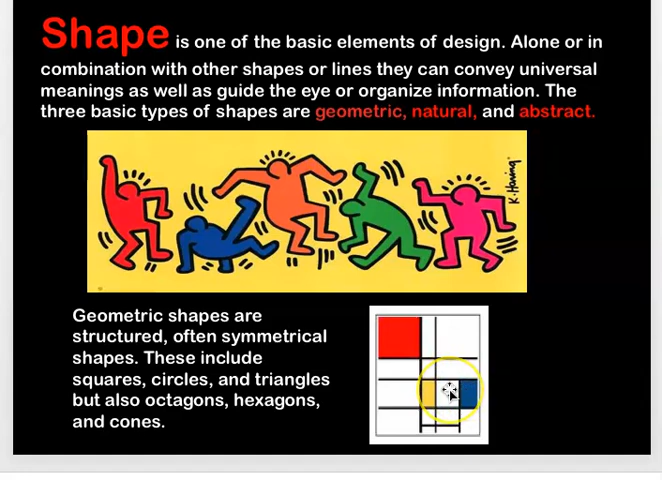 Shape is one of the basic elements of design. Alone or in
combination with other shapes or lines they can convey universal
meanings as well as guide the eye or organize information. The
three basic types of shapes are geometric, natural, and abstract.
K. Haring
Geometric shapes are
structured, often symmetrical
shapes. These include
squares, circles, and triangles
but also octagons, hexagons,
and cones.